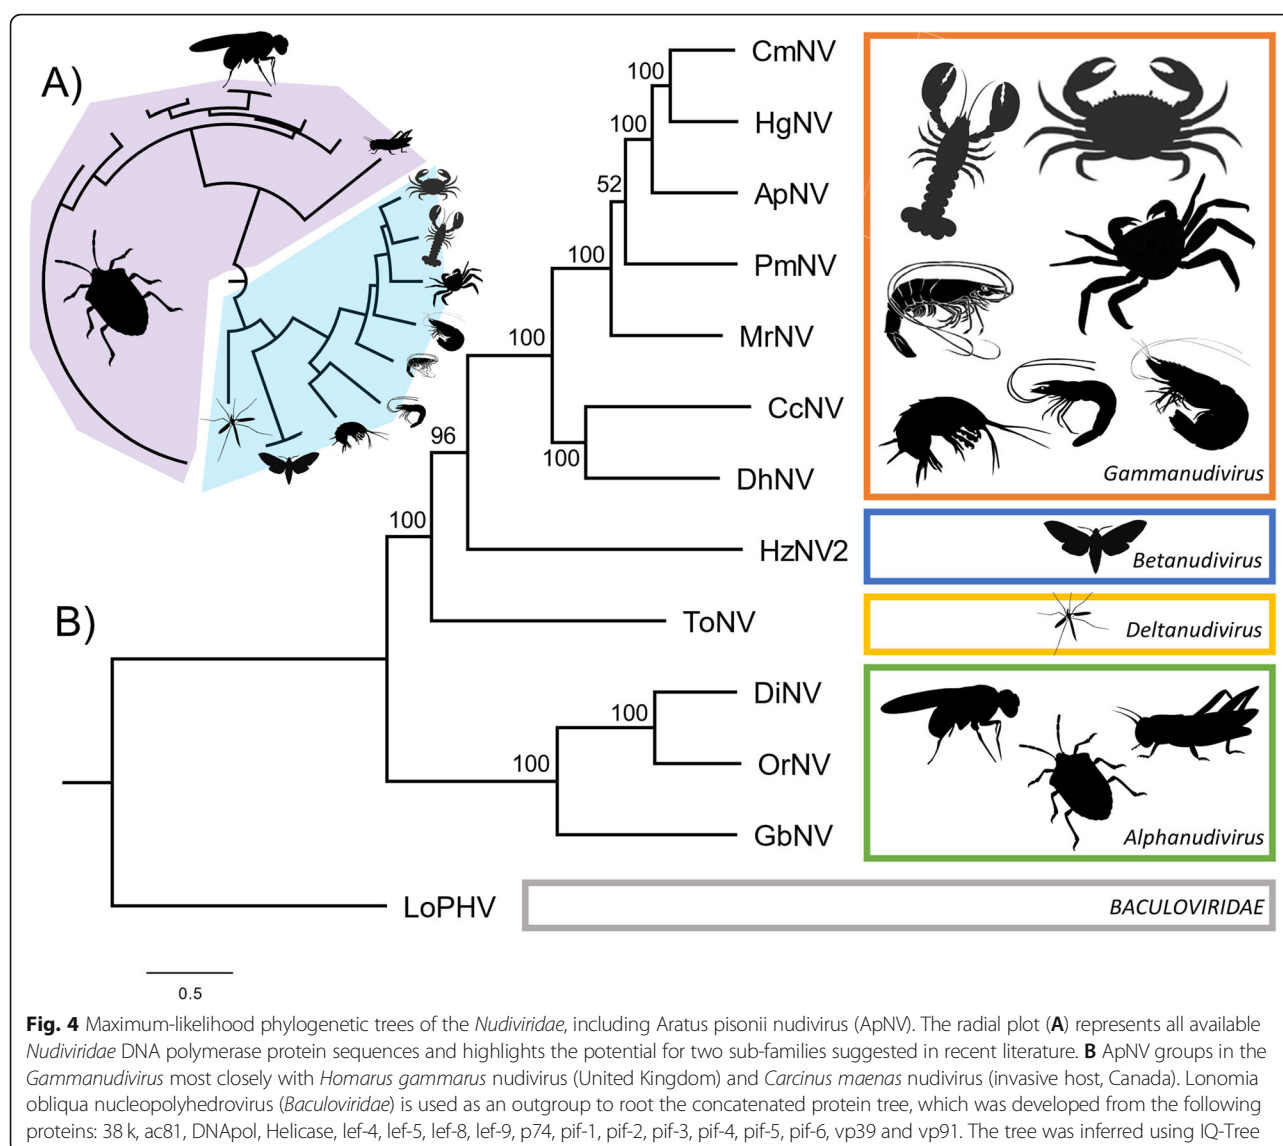 A)
CmNV
100
HgNV
100
ApNV
52
PmNV
100
MrNV
100
CcNV
100
DhNV
Gammanudivirus
96
HzNV2
Betanudivirus
100
ToNV
Deltanudivirus
B)
DiNV
100
OrNV
100
GbNV
Alphanudivirus
LoPHV
BACULOVIRIDAE
0.5
Fig. 4 Maximum-likelihood phylogenetic trees of the Nudiviridae, including Aratus pisonii nudivirus (ApNV). The radial plot (A) represents all available
Nudiviridae DNA polymerase protein sequences and highlights the potential for two sub-families suggested in recent literature. B ApNV groups in the
Gammanudivirus most closely with Homarus gammarus nudivirus (United Kingdom) and Carcinus maenas nudivirus (invasive host, Canada). Lonomia
obliqua nucleopolyhedrovirus (Baculoviridae) is used as an outgroup to root the concatenated protein tree, which was developed from the following
proteins: 38 k, ac81, DNApol, Helicase, lef-4, lef-5, lef-8, lef-9, p74, pif-1, pif-2, pif-3, pif-4, pif-5, pif-6, vp39 and vp91. The tree was inferred using IQ-Tree